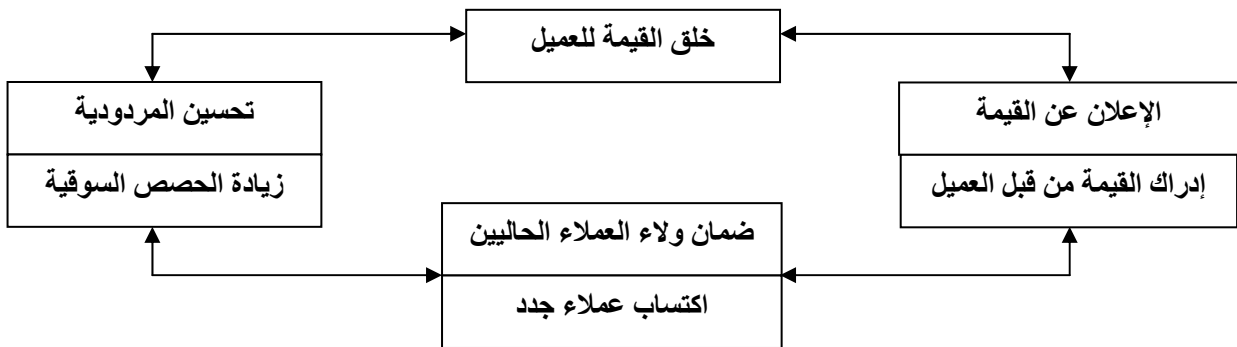 خلق القيمة للعميل
الإعلان عن القيمة
إدراك القيمة من قبل العميل
تحسين المردودية
زيادة الحصص السوقية
ضمان ولاء العملاء الحاليين
اكتساب عملاء جدد